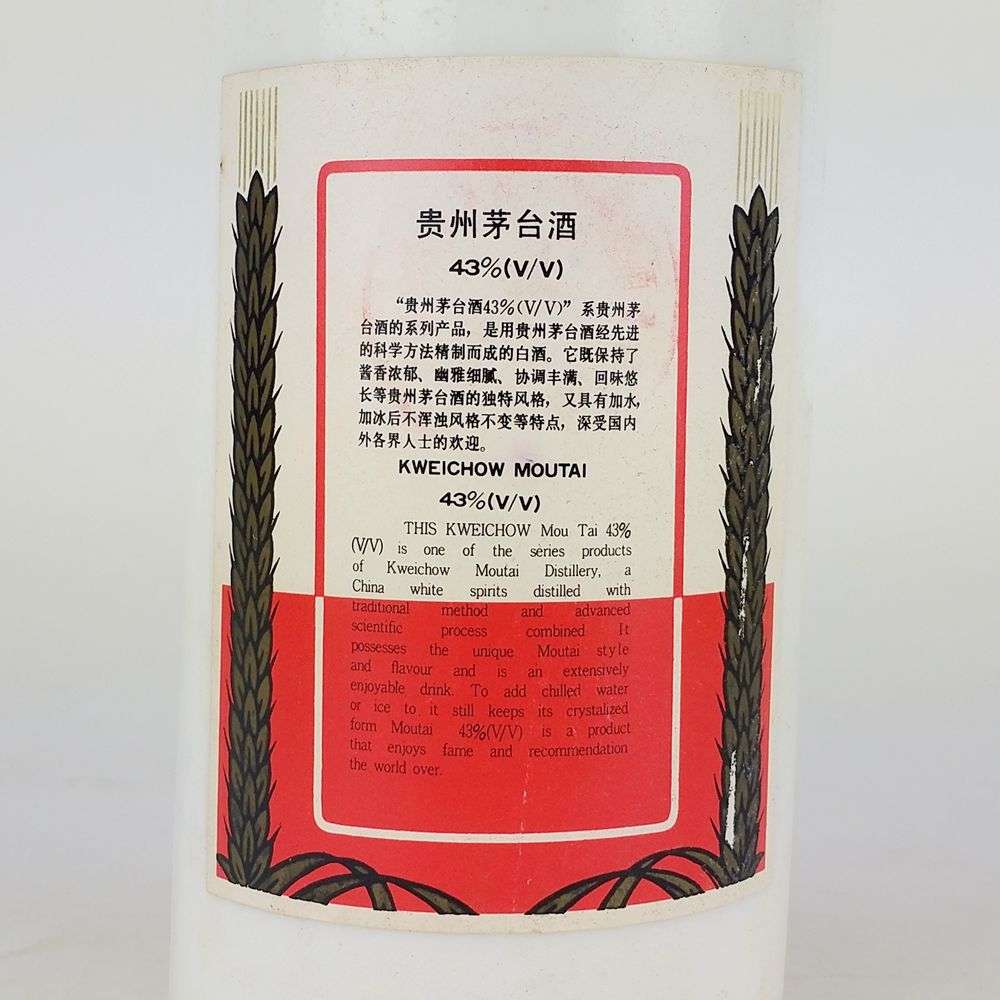 贵州茅台酒
43%(V/V)
“贵州茅台酒43%(V/V)”系贵州茅
台酒的系列产品，是用贵州茅台酒经先进
的科学方法精制而成的白酒。它既保持了
酱香浓郁、幽雅细腻、协调丰满、回味悠
长等贵州茅台酒的独特风格，又具有加水，
加冰后不浑浊风格不变等特点，深受国内
外各界人士的欢迎。
KWEICHOW MOUTAI
43%(V/V)
THIS KWEICHOW Mou Tai 43%
(V/V) is one of the series products
of Kweichow Moutai Distillery, a
China white spirits distilled with
traditional method and advanced
scientific process combined It
possesses the unique Moutai style
and flavour and is an extensively
enjoyable drink. To add chilled water
or ice to it still keeps its crystalized
form Moutai 43%(V/V) is a product
that enjoys fame and recommendation
the world over.